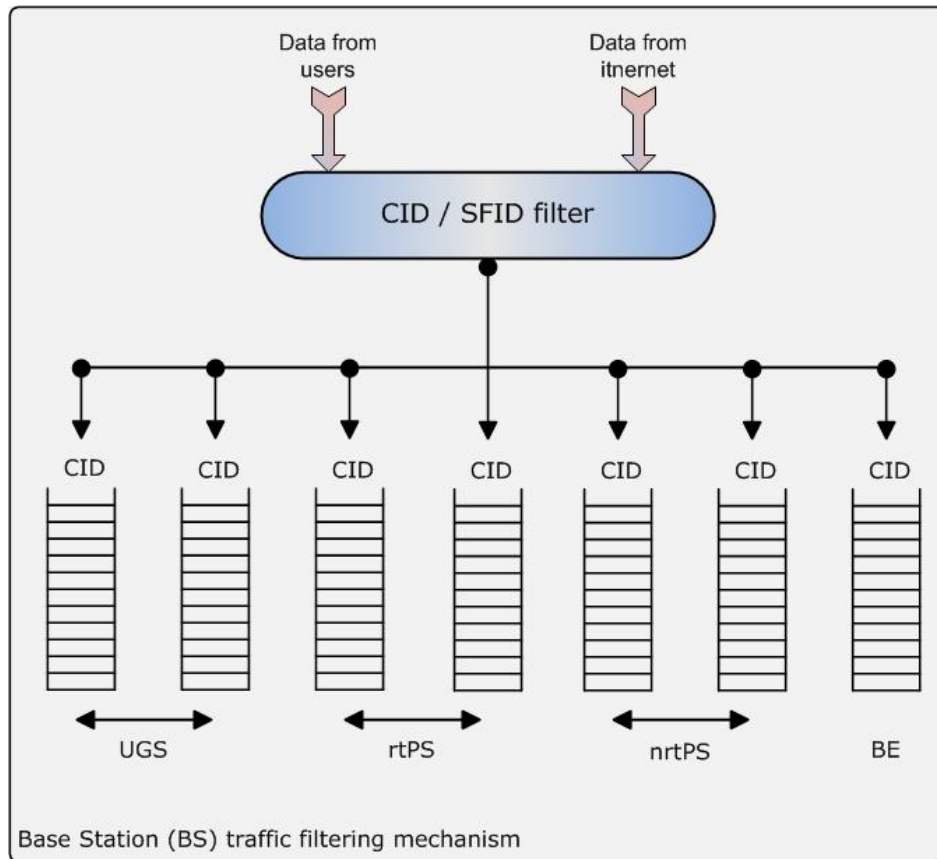 Data from
users
Data from
itnernet
CID / SFID filter
CID CID CID CID CID CID CID
UGS rtPS nrtPS BE
Base Station (BS) traffic filtering mechanism